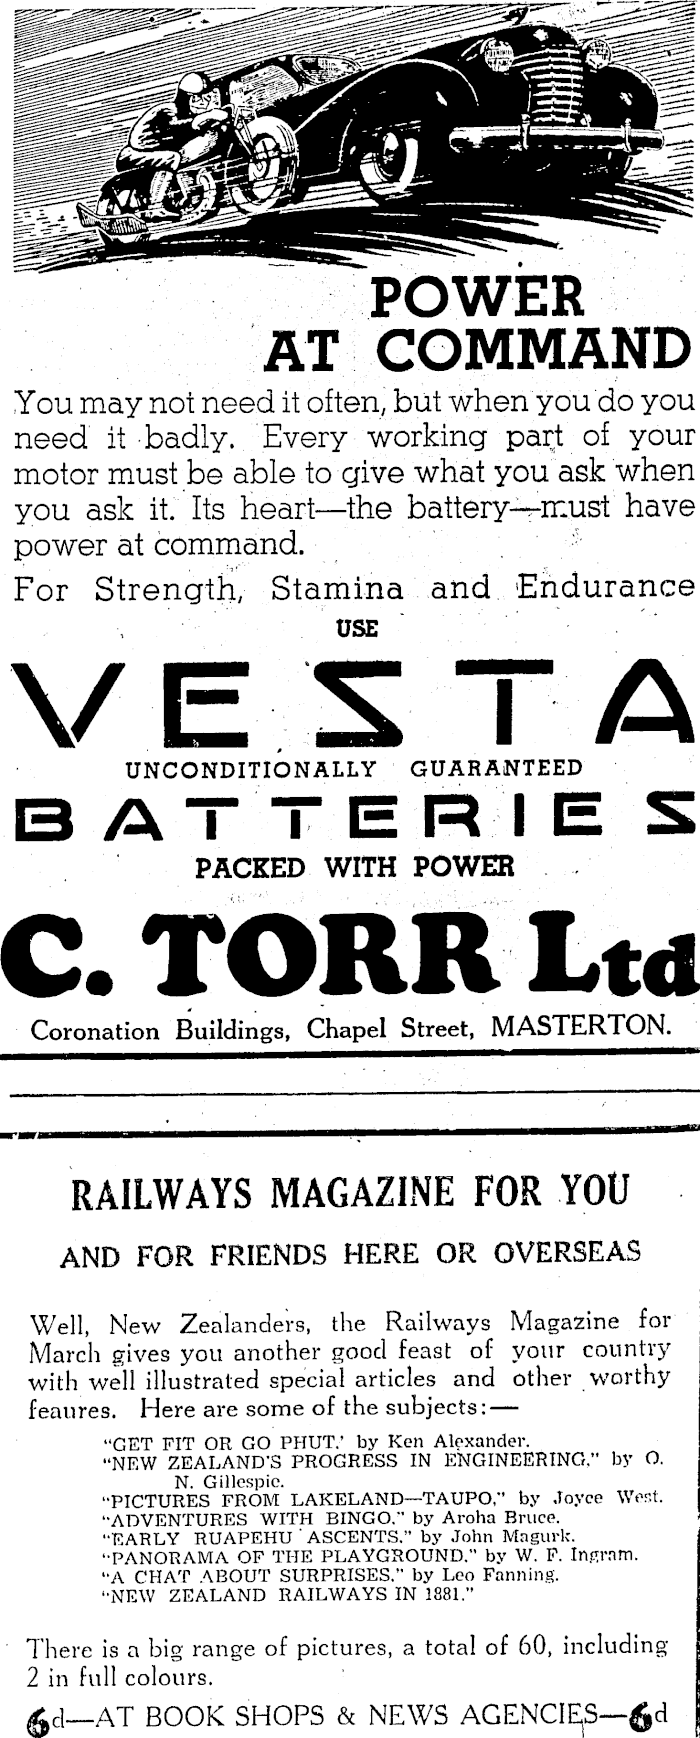 POWER
AT COMMAND
You may not need it often, but when you do you
need it badly. Every working part of your
motor must be able to give what you ask when
you ask it. Its heart—the battery—must have
power at command.
For Strength, Stamina and Endurance
USE
VESTA
UNCONDITIONALLY GUARANTEED
BATTERIES
PACKED WITH POWER
C. TORR Ltd
Coronation Buildings, Chapel Street, MASTERTON.
RAILWAYS MAGAZINE FOR YOU
AND FOR FRIENDS HERE OR OVERSEAS
Well, New Zealanders, the Railways Magazine for
March gives you another good feast of your country
with well illustrated special articles and other worthy
feaures. Here are some of the subjects:—
"GET FIT OR GO PHUT,' by Ken Alexander.
"NEW ZEALAND'S PROGRESS IN ENGINEERING," by O.
N. Gillespie.
"PICTURES FROM LAKELAND—TAUPO," by Joyce West.
"ADVENTURES WITH BINGO," by Aroha Bruce.
"EARLY RUAPEHU ASCENTS," by John Magurk.
"PANORAMA OF THE PLAYGROUND," by W. F. Ingram.
"A CHAT ABOUT SURPRISES," by Leo Fanning.
"NEW ZEALAND RAILWAYS IN 1881."
There is a big range of pictures, a total of 60, including
2 in full colours.
6d—AT BOOK SHOPS & NEWS AGENCIES—6d